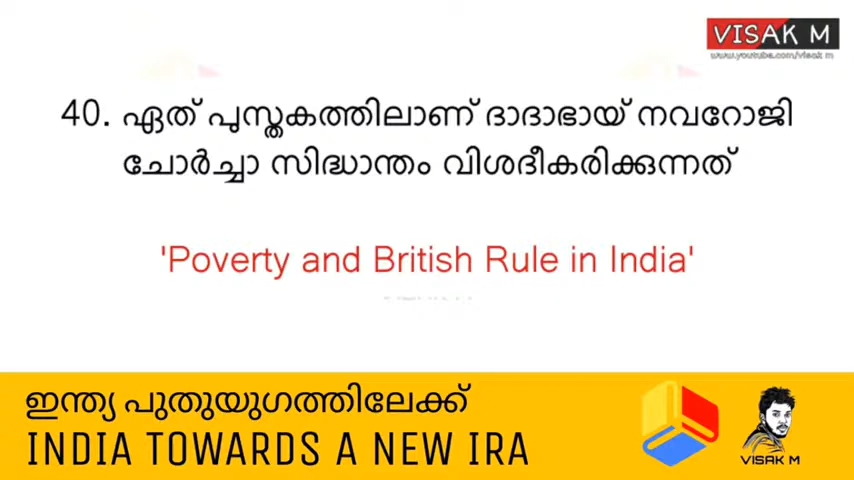 VISAK M
www.youtube.com/visak m
40. ഏത് പുസ്തകത്തിലാണ് ദാദാഭായ് നവറോജി
ചോർച്ചാ സിദ്ധാന്തം വിശദീകരിക്കുന്നത്
'Poverty and British Rule in India'
ഇന്ത്യ പുതുയുഗത്തിലേക്ക്
INDIA TOWARDS A NEW IRA
VISAK M